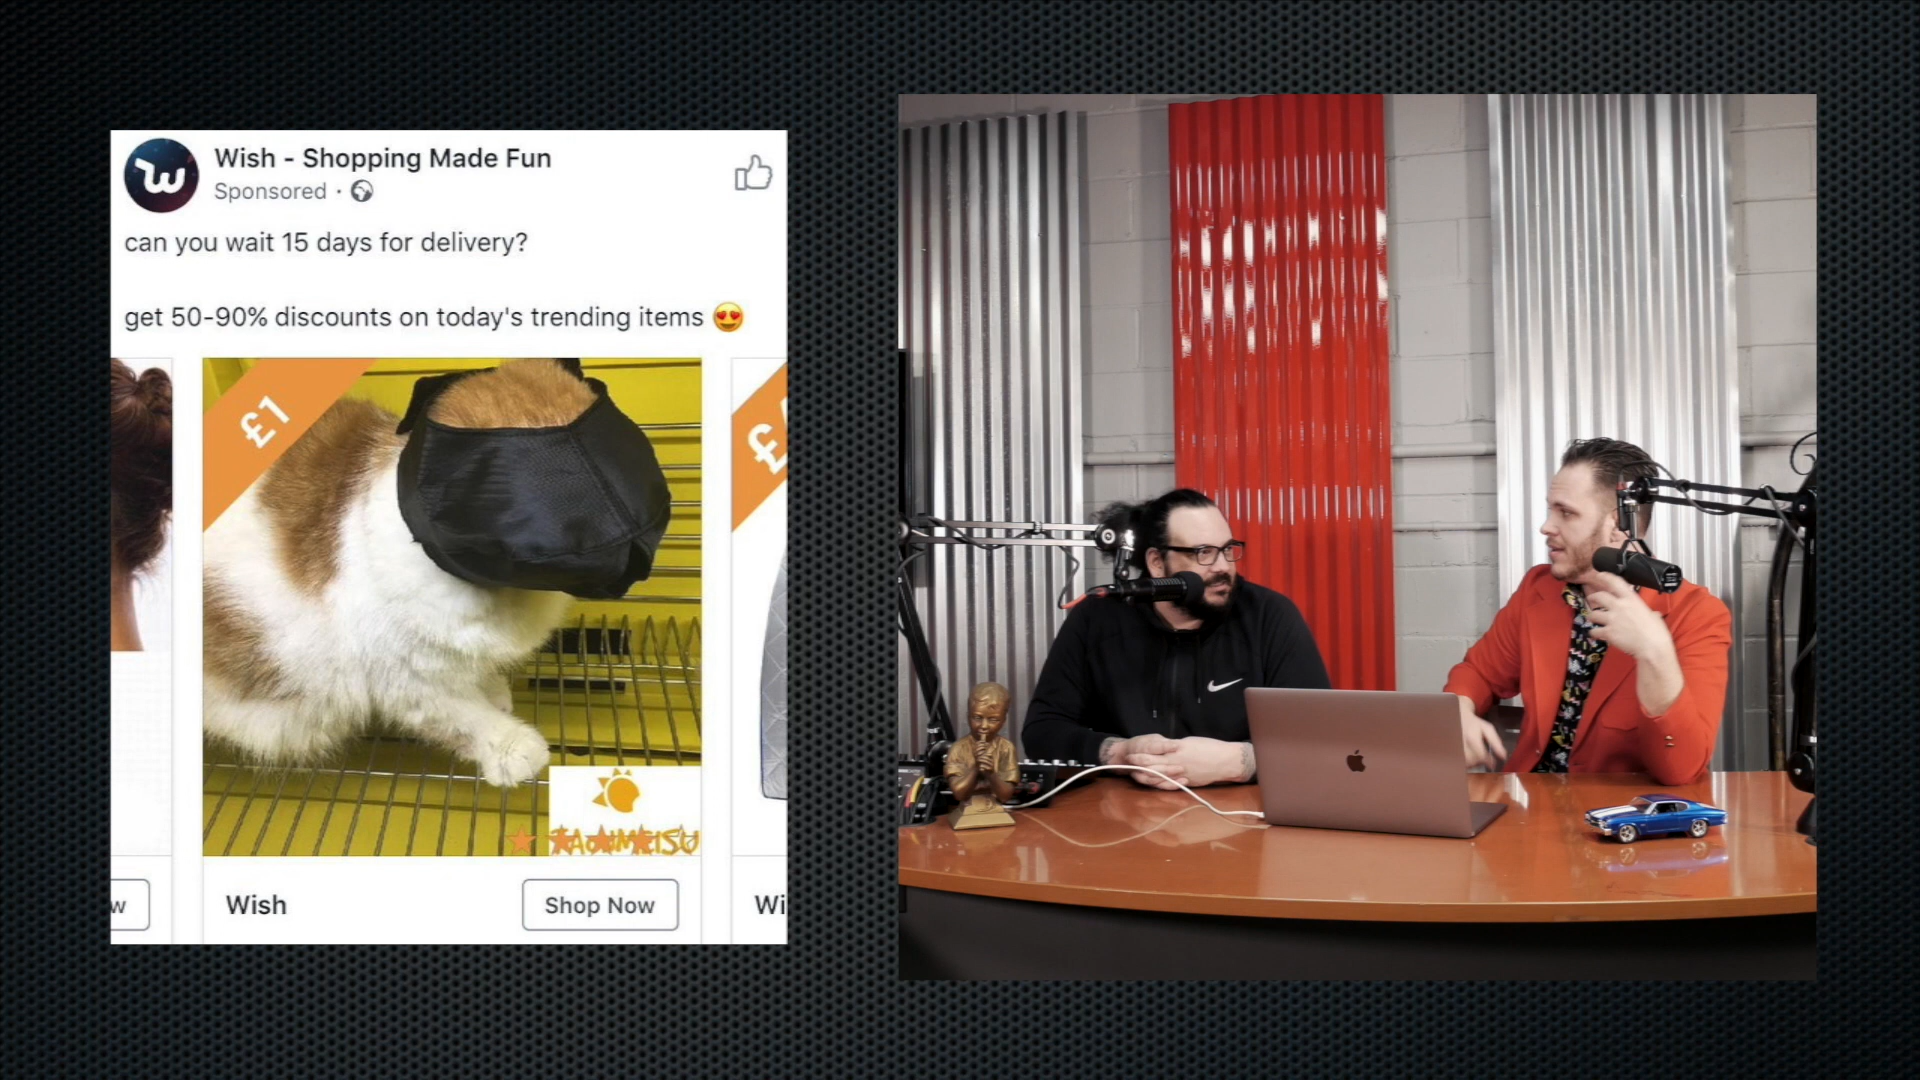 Wish - Shopping Made Fun
Sponsored ·
can you wait 15 days for delivery?
get 50-90% discounts on today's trending items 😍
£1
£
w
Wish
Shop Now
Wi